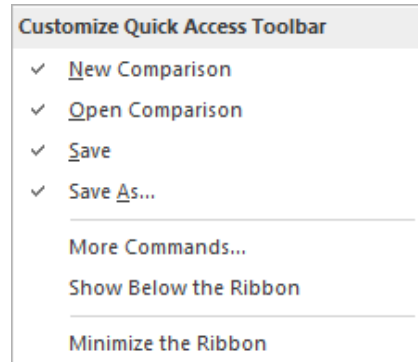 Customize Quick Access Toolbar
New Comparison
Open Comparison
Save
Save As...
More Commands...
Show Below the Ribbon
Minimize the Ribbon